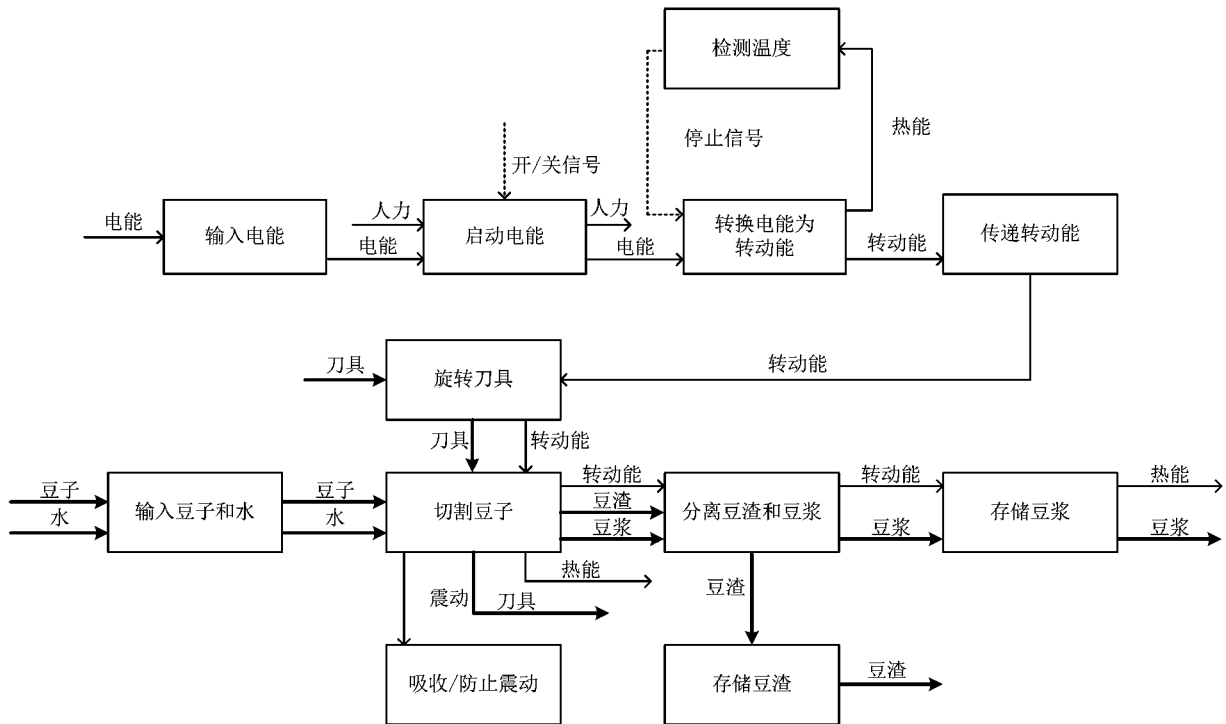 检测温度
停止信号
热能
开/关信号
电能
输入电能
人力
电能
启动电能
人力
电能
转换电能为
转动能
转动能
传递转动能
刀具
旋转刀具
转动能
刀具
转动能
豆子
水
输入豆子和水
豆子
水
切割豆子
转动能
豆渣
豆浆
分离豆渣和豆浆
转动能
豆浆
存储豆浆
热能
豆浆
震动
刀具
热能
豆渣
吸收/防止震动
存储豆渣
豆渣